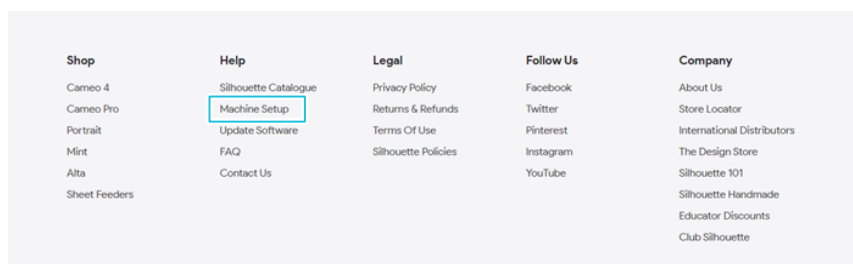 Shop
Cameo 4
Cameo Pro
Portrait
Mint
Alta
Sheet Feeders
Help
Silhouette Catalogue
Machine Setup
Update Software
FAQ
Contact Us
Legal
Privacy Policy
Returns & Refunds
Terms Of Use
Silhouette Policies
Follow Us
Facebook
Twitter
Pinterest
Instagram
YouTube
Company
About Us
Store Locator
International Distributors
The Design Store
Silhouette 101
Silhouette Handmade
Educator Discounts
Club Silhouette